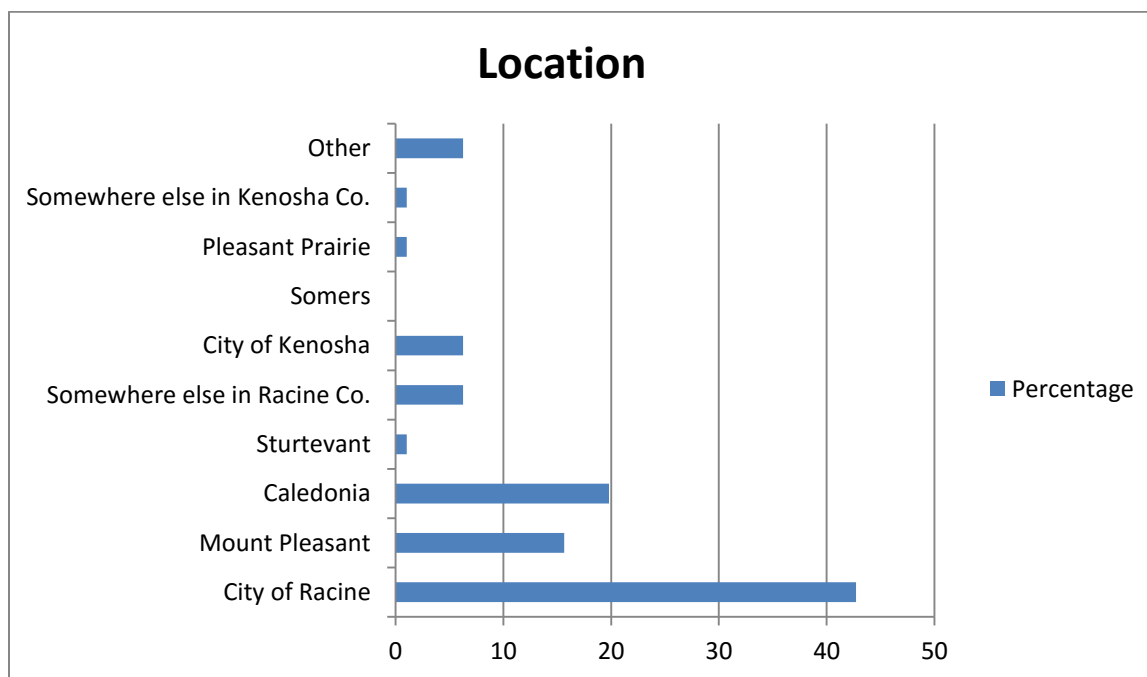 Location
Other
Somewhere else in Kenosha Co.
Pleasant Prairie
Somers
City of Kenosha
Somewhere else in Racine Co.
Sturtevant
Caledonia
Mount Pleasant
City of Racine
Percentage
0 10 20 30 40 50